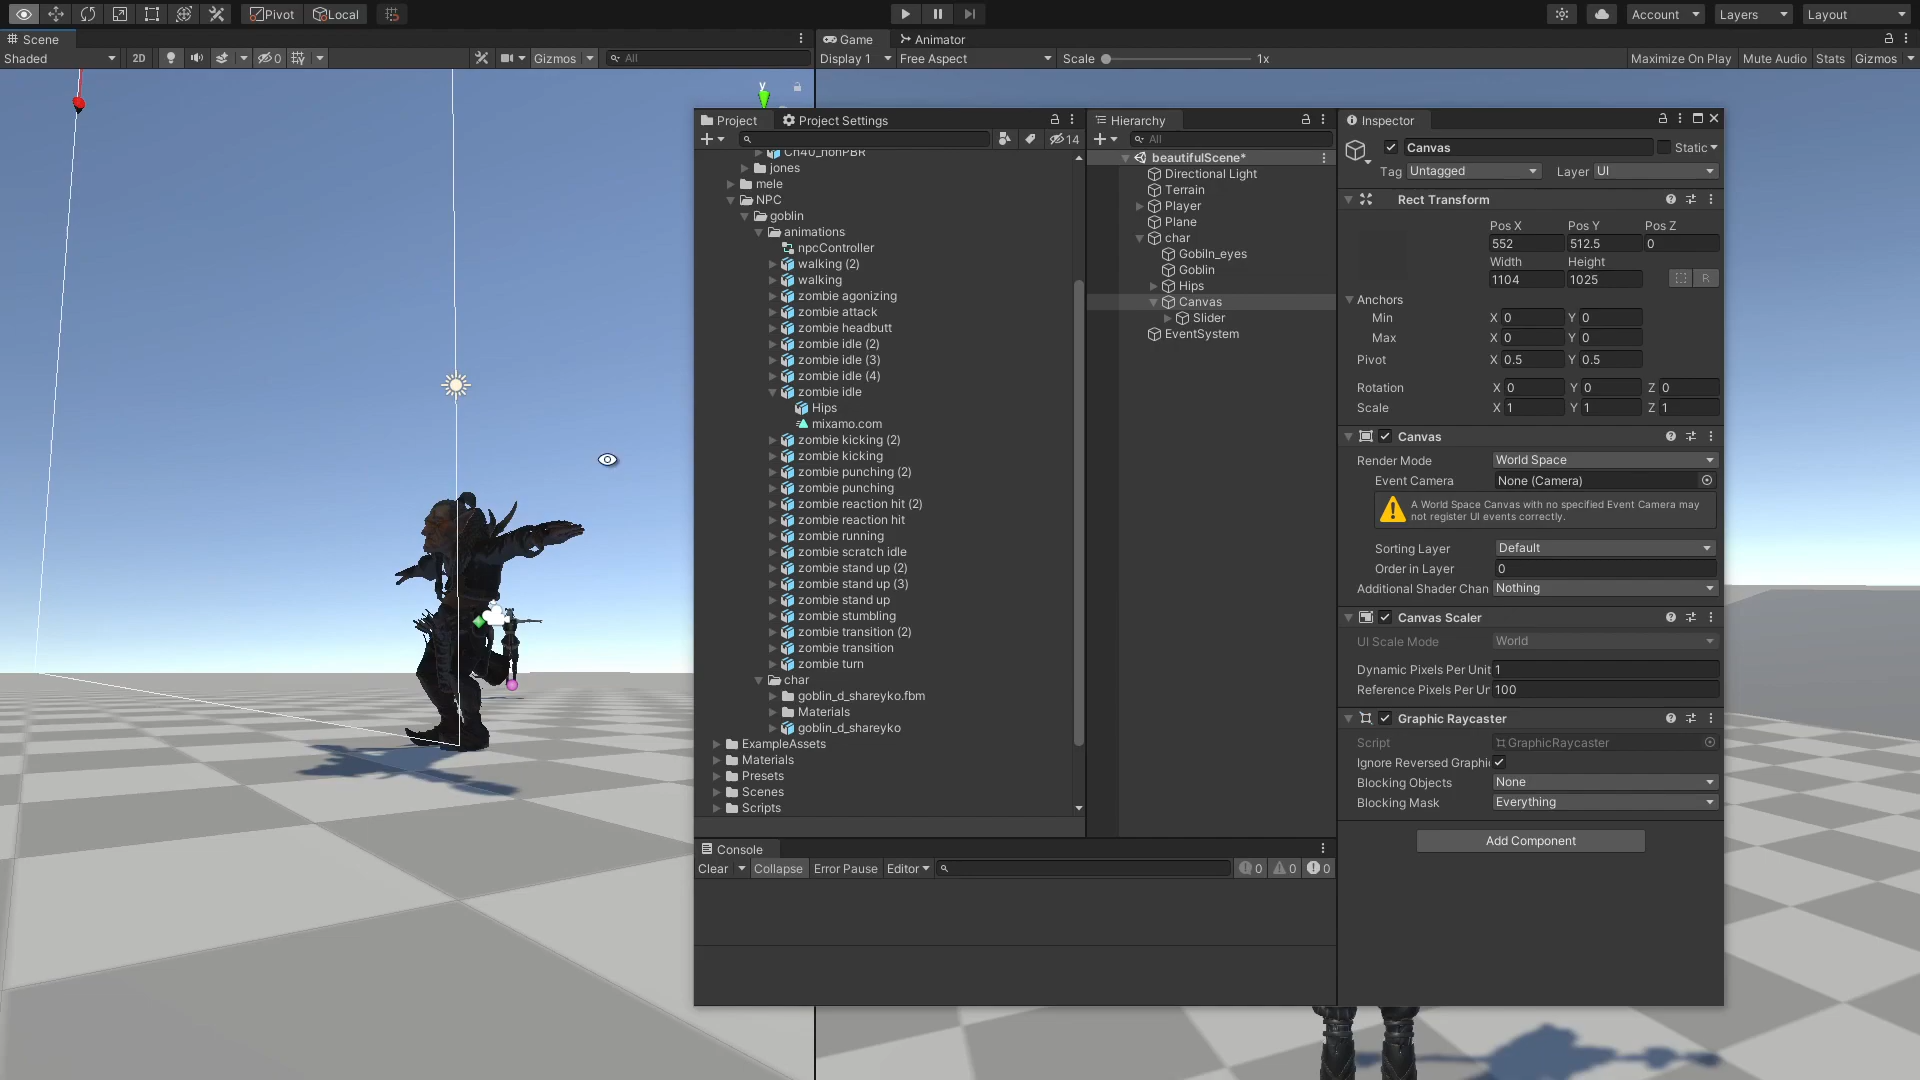 Pivot
Local
Account
Layers
Layout
Scene
Game
Animator
Shaded
2D
0
Gizmos
All
Display 1
Free Aspect
Scale
1x
Maximize On Play
Mute Audio
Stats
Gizmos
y
Project
Project Settings
14
Ch40_nonPBR
jones
mele
NPC
goblin
animations
npcController
walking (2)
walking
zombie agonizing
zombie attack
zombie headbutt
zombie idle (2)
zombie idle (3)
zombie idle (4)
zombie idle
Hips
mixamo.com
zombie kicking (2)
zombie kicking
zombie punching (2)
zombie punching
zombie reaction hit (2)
zombie reaction hit
zombie running
zombie scratch idle
zombie stand up (2)
zombie stand up (3)
zombie stand up
zombie stumbling
zombie transition (2)
zombie transition
zombie turn
char
goblin_d_shareyko.fbm
Materials
goblin_d_shareyko
ExampleAssets
Materials
Presets
Scenes
Scripts
Hierarchy
All
beautifulScene*
Directional Light
Terrain
Player
Plane
char
Gobiln_eyes
Goblin
Hips
Canvas
Slider
EventSystem
Console
Clear
Collapse
Error Pause
Editor
0
0
0
Inspector
Canvas
Static
Tag Untagged Layer UI
Rect Transform
Pos X Pos Y Pos Z
552 512.5 0
Width Height
1104 1025
R
Anchors
Min X 0 Y 0
Max X 0 Y 0
Pivot X 0.5 Y 0.5
Rotation X 0 Y 0 Z 0
Scale X 1 Y 1 Z 1
Canvas
Render Mode World Space
Event Camera None (Camera)
A World Space Canvas with no specified Event Camera may
not register UI events correctly.
Sorting Layer Default
Order in Layer 0
Additional Shader Chan Nothing
Canvas Scaler
UI Scale Mode World
Dynamic Pixels Per Unit 1
Reference Pixels Per Ur 100
Graphic Raycaster
Script GraphicRaycaster
Ignore Reversed Graphi
Blocking Objects None
Blocking Mask Everything
Add Component